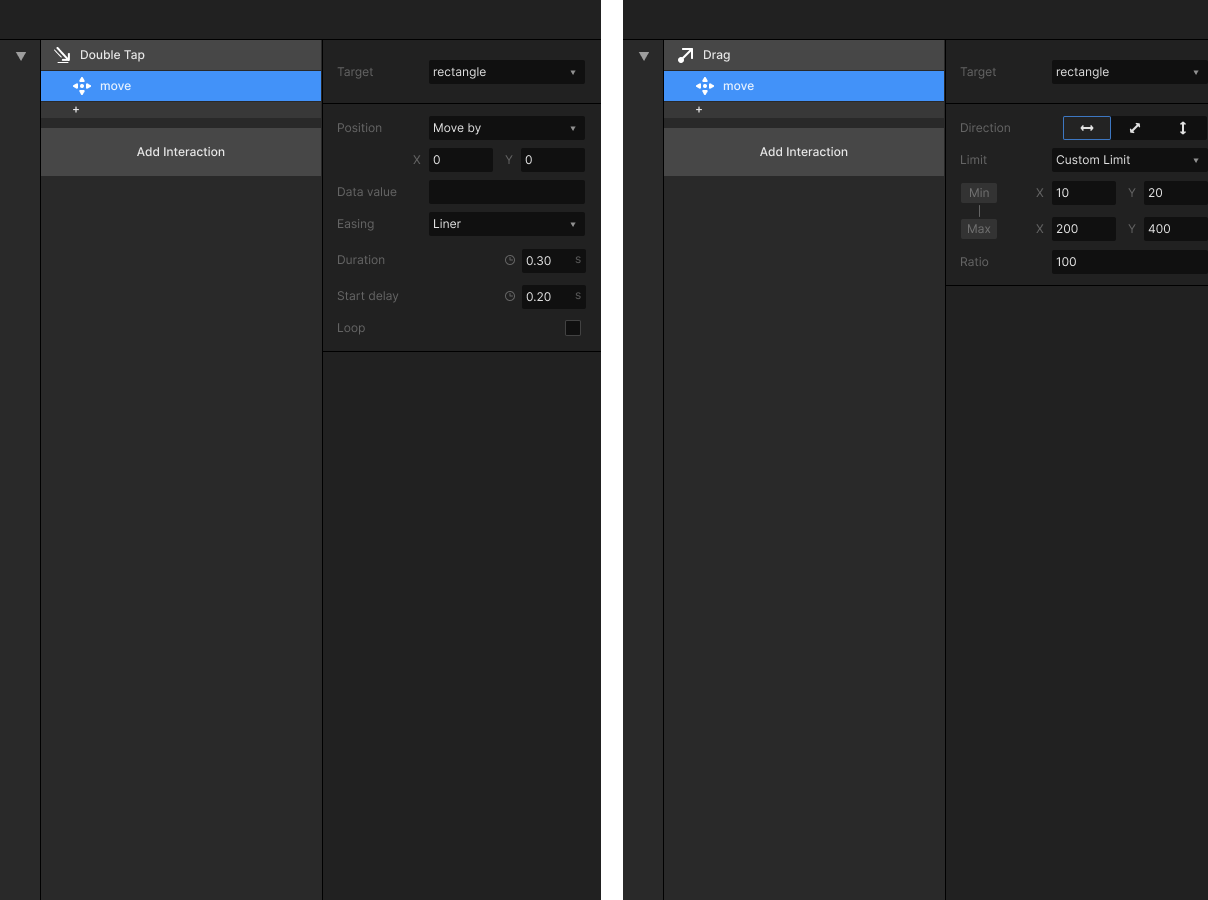 Double Tap
move
+
Add Interaction
Target rectangle
Position Move by
X 0 Y 0
Data value
Easing Liner
Duration 0.30 s
Start delay 0.20 s
Loop
Drag
move
+
Add Interaction
Target rectangle
Direction
Limit Custom Limit
Min X 10 Y 20
Max X 200 Y 400
Ratio 100